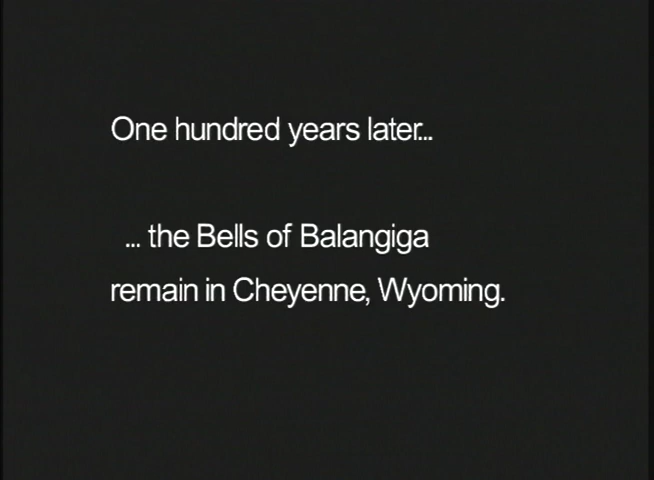 One hundred years later...
... the Bells of Balangiga
remain in Cheyenne, Wyoming.